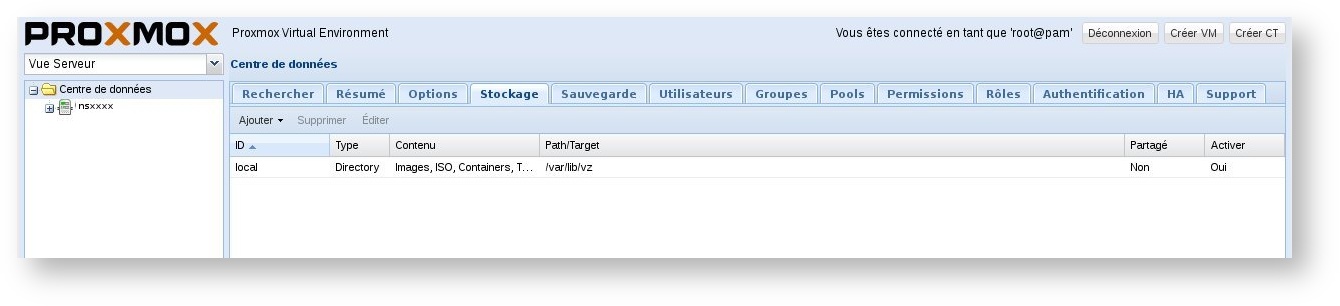 PROXMOX Proxmox Virtual Environment Vous êtes connecté en tant que 'root@pam' Déconnexion Créer VM Créer CT
Vue Serveur
Centre de données
Centre de données
nsxxxx
Rechercher Résumé Options Stockage Sauvegarde Utilisateurs Groupes Pools Permissions Rôles Authentification HA Support
Ajouter Supprimer Éditer
ID Type Contenu Path/Target Partagé Activer
local Directory Images, ISO, Containers, T... /var/lib/vz Non Oui